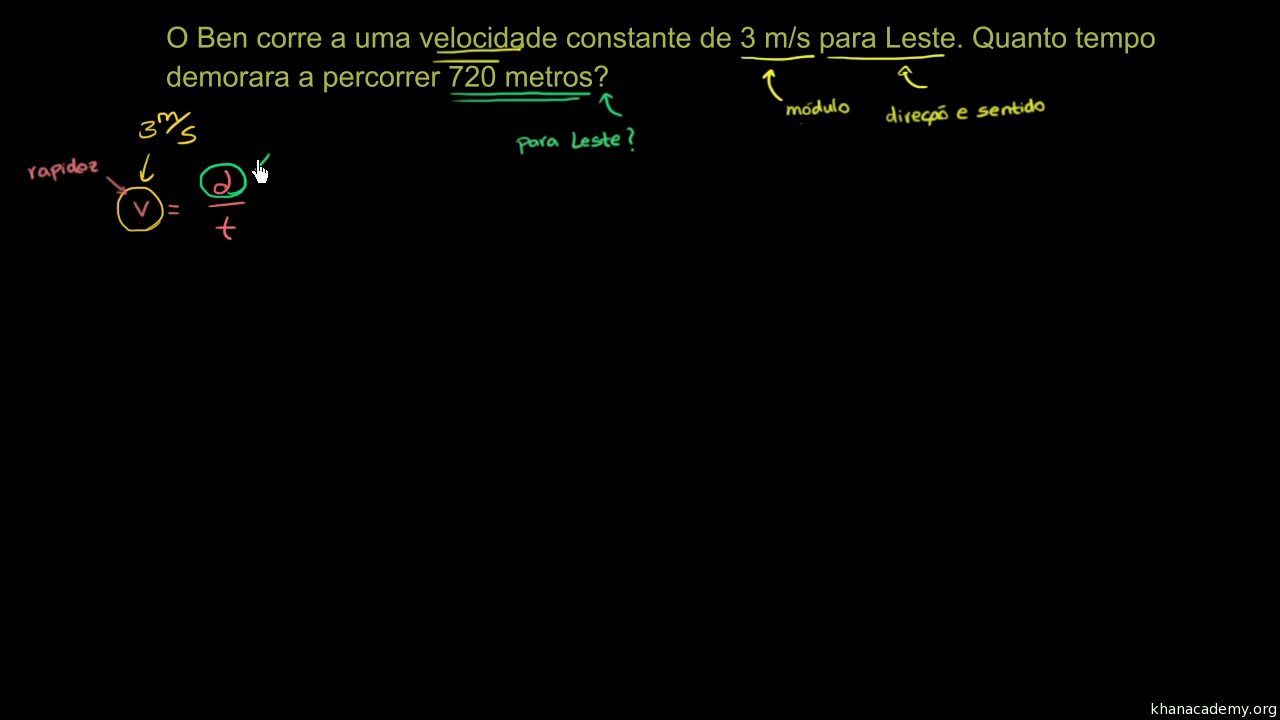 O Ben corre a uma velocidade constante de 3 m/s para Leste. Quanto tempo
demorara a percorrer 720 metros?
módulo
direção e sentido
para Leste?
3 m/s
rapidez
v = d/t
khanacademy.org